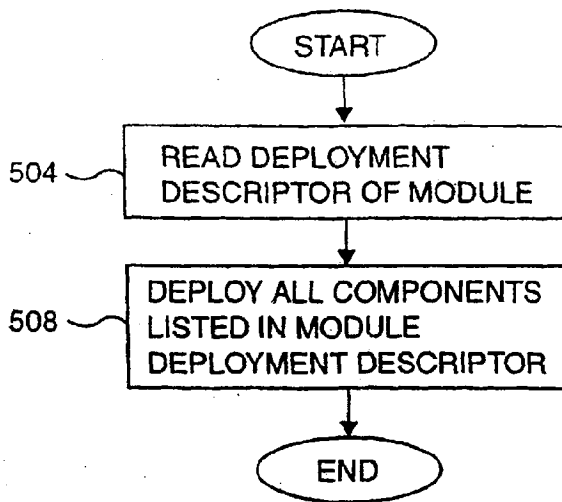 START
504
READ DEPLOYMENT
DESCRIPTOR OF MODULE
508
DEPLOY ALL COMPONENTS
LISTED IN MODULE
DEPLOYMENT DESCRIPTOR
END